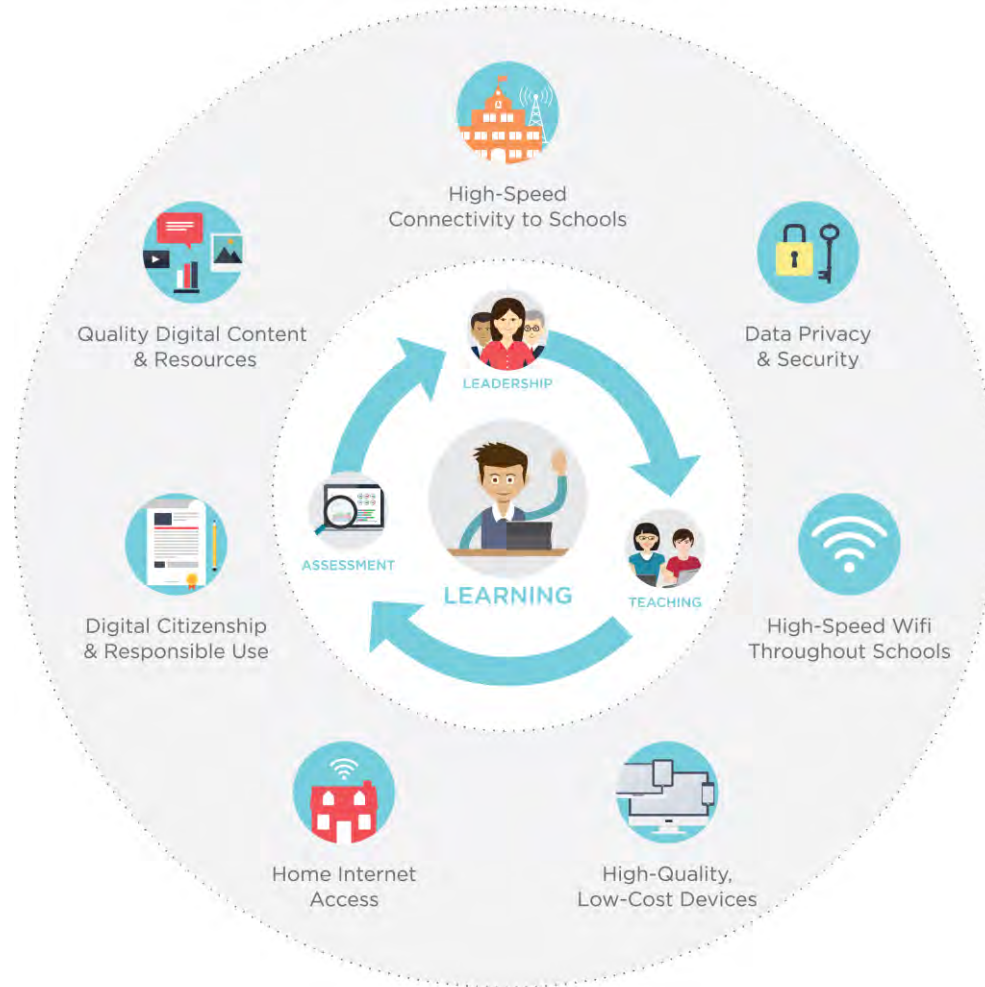 High-Speed
Connectivity to Schools
Quality Digital Content
& Resources
Data Privacy
& Security
LEADERSHIP
ASSESSMENT
LEARNING
TEACHING
Digital Citizenship
& Responsible Use
High-Speed Wifi
Throughout Schools
Home Internet
Access
High-Quality,
Low-Cost Devices